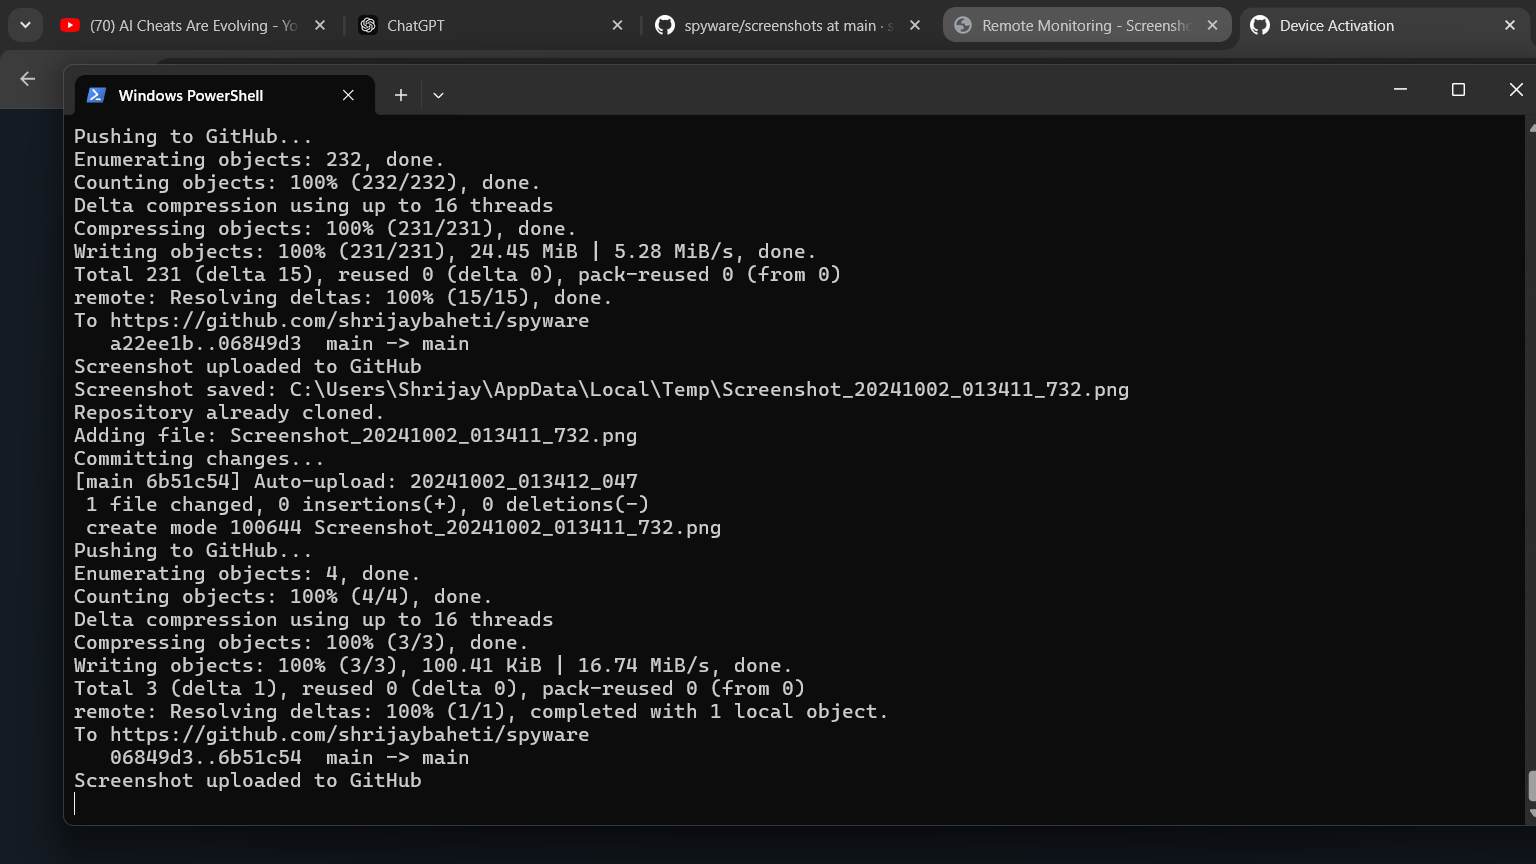 (70) AI Cheats Are Evolving - Yo
ChatGPT
spyware/screenshots at main · s
Remote Monitoring - Screensho
Device Activation
Windows PowerShell
Pushing to GitHub...
Enumerating objects: 232, done.
Counting objects: 100% (232/232), done.
Delta compression using up to 16 threads
Compressing objects: 100% (231/231), done.
Writing objects: 100% (231/231), 24.45 MiB | 5.28 MiB/s, done.
Total 231 (delta 15), reused 0 (delta 0), pack-reused 0 (from 0)
remote: Resolving deltas: 100% (15/15), done.
To https://github.com/shrijaybaheti/spyware
   a22ee1b..06849d3  main -> main
Screenshot uploaded to GitHub
Screenshot saved: C:\Users\Shrijay\AppData\Local\Temp\Screenshot_20241002_013411_732.png
Repository already cloned.
Adding file: Screenshot_20241002_013411_732.png
Committing changes...
[main 6b51c54] Auto-upload: 20241002_013412_047
 1 file changed, 0 insertions(+), 0 deletions(-)
 create mode 100644 Screenshot_20241002_013411_732.png
Pushing to GitHub...
Enumerating objects: 4, done.
Counting objects: 100% (4/4), done.
Delta compression using up to 16 threads
Compressing objects: 100% (3/3), done.
Writing objects: 100% (3/3), 100.41 KiB | 16.74 MiB/s, done.
Total 3 (delta 1), reused 0 (delta 0), pack-reused 0 (from 0)
remote: Resolving deltas: 100% (1/1), completed with 1 local object.
To https://github.com/shrijaybaheti/spyware
   06849d3..6b51c54  main -> main
Screenshot uploaded to GitHub